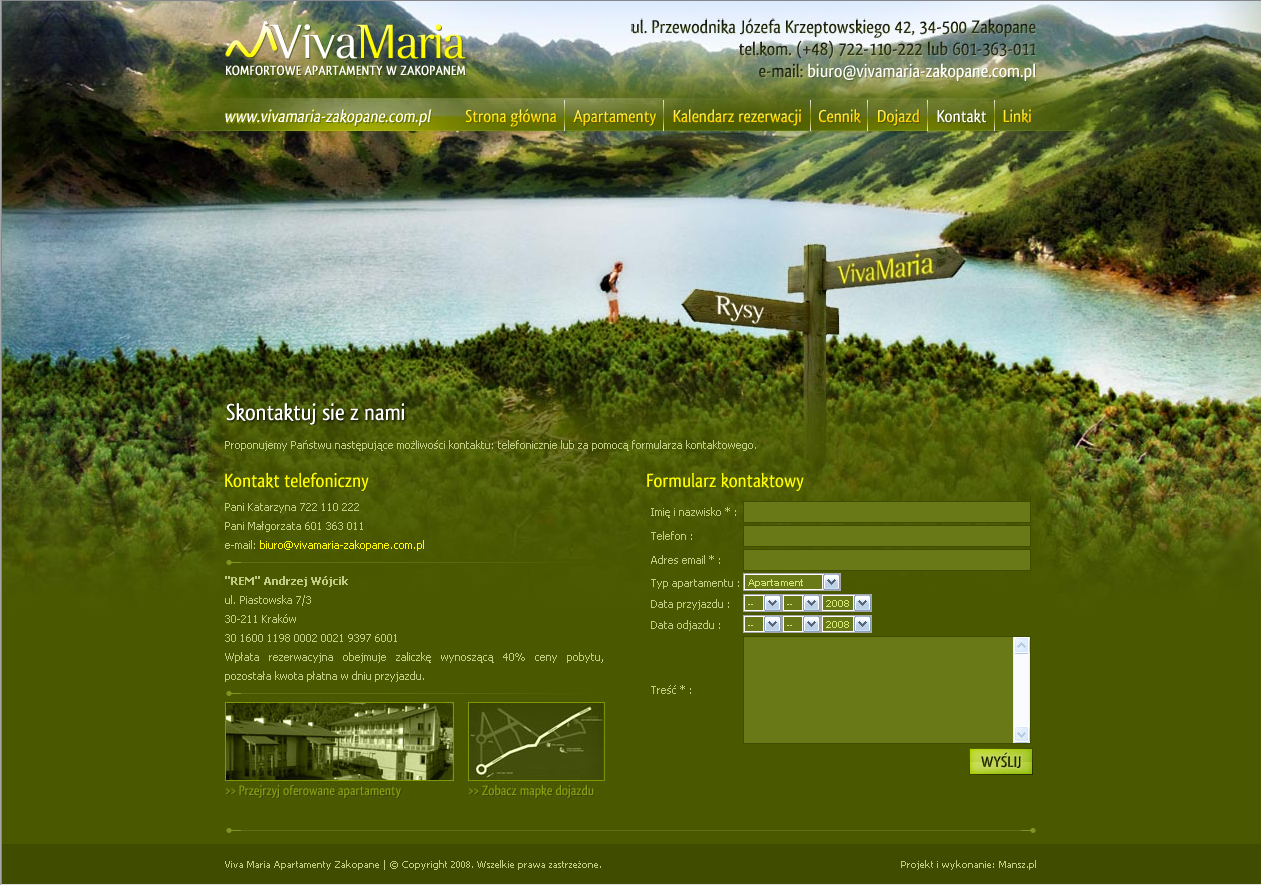 VivaMaria
KOMFORTOWE APARTAMENTY W ZAKOPANEM
ul. Przewodnika Józefa Krzeptowskiego 42, 34-500 Zakopane
tel.kom. (+48) 722-110-222 lub 601-363-011
e-mail: biuro@vivamaria-zakopane.com.pl
www.vivamaria-zakopane.com.pl
Strona główna
Apartamenty
Kalendarz rezerwacji
Cennik
Dojazd
Kontakt
Linki
VivaMaria
Rysy
Skontaktuj sie z nami
Proponujemy Państwu następujące możliwości kontaktu: telefonicznie lub za pomocą formularza kontaktowego.
Kontakt telefoniczny
Pani Katarzyna 722 110 222
Pani Małgorzata 601 363 011
e-mail: biuro@vivamaria-zakopane.com.pl
"REM" Andrzej Wójcik
ul. Piastowska 7/3
30-211 Kraków
30 1600 1198 0002 0021 9397 6001
Wpłata rezerwacyjna obejmuje zaliczkę wynoszącą 40% ceny pobytu,
pozostała kwota płatna w dniu przyjazdu.
>> Przejrzyj oferowane apartamenty
>> Zobacz mapke dojazdu
Formularz kontaktowy
Imię i nazwisko * :
Telefon :
Adres email * :
Typ apartamentu : Apartament
Data przyjazdu : -- -- 2008
Data odjazdu : -- -- 2008
Treść * :
WYŚLIJ
Viva Maria Apartamenty Zakopane | © Copyright 2008. Wszelkie prawa zastrzeżone.
Projekt i wykonanie: Mansz.pl